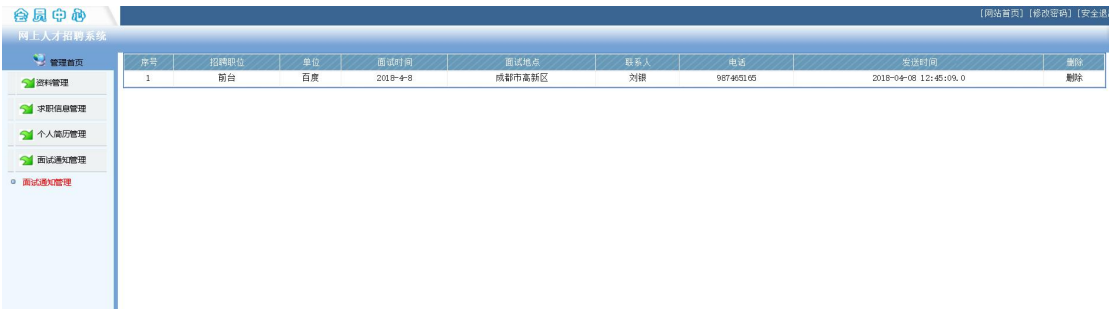 会员中心
[网站首页] [修改密码] [安全退
网上人才招聘系统
管理首页
序号 招聘职位 单位 面试时间 面试地点 联系人 电话 发送时间 删除
1 前台 百度 2018-4-8 成都市高新区 刘银 987465165 2018-04-08 12:45:09.0 删除
资料管理
求职信息管理
个人简历管理
面试通知管理
面试通知管理